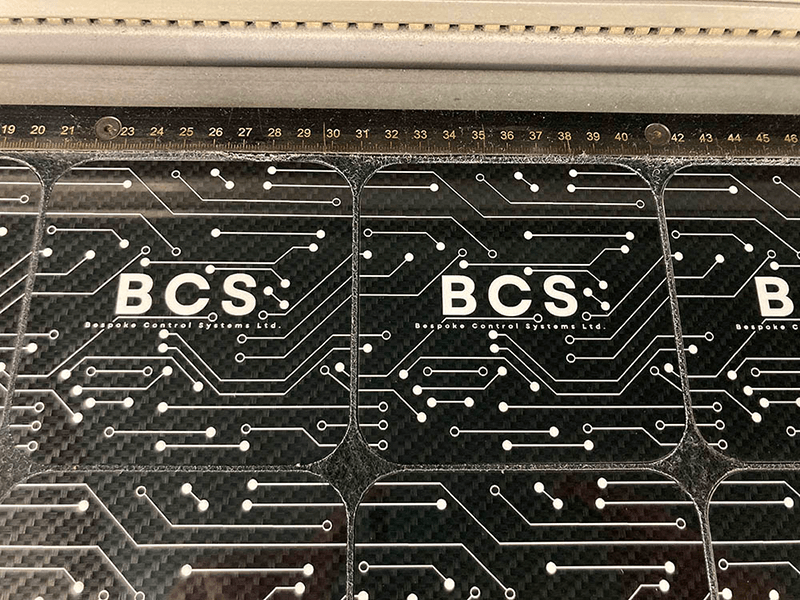 19 20 21 23 24 25 26 27 28 29 30 31 32 33 34 35 36 37 38 39 40 42 43 44 45 46
BCS BCS B
Bespoke Control Systems Ltd. Bespoke Control Systems Ltd. Bespoke C